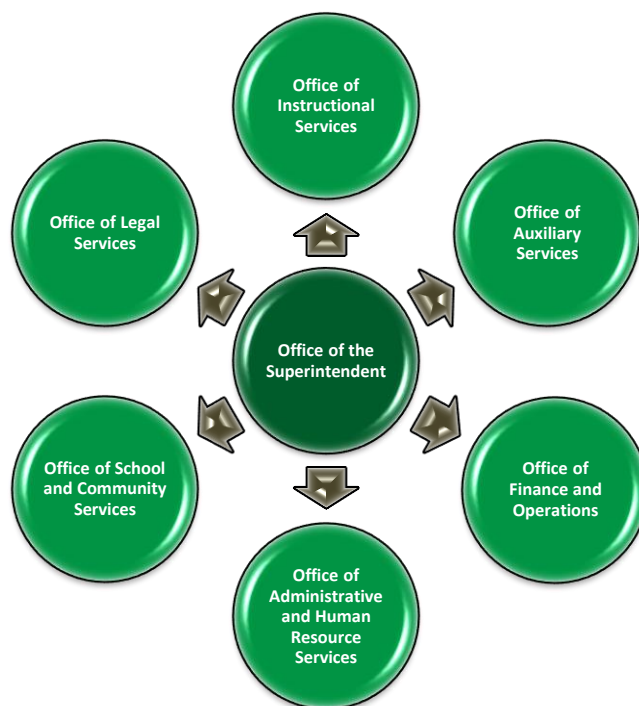 Office of
Instructional
Services
Office of Legal
Services
Office of
Auxiliary
Services
Office of the
Superintendent
Office of School
and Community
Services
Office of
Finance and
Operations
Office of
Administrative
and Human
Resource
Services